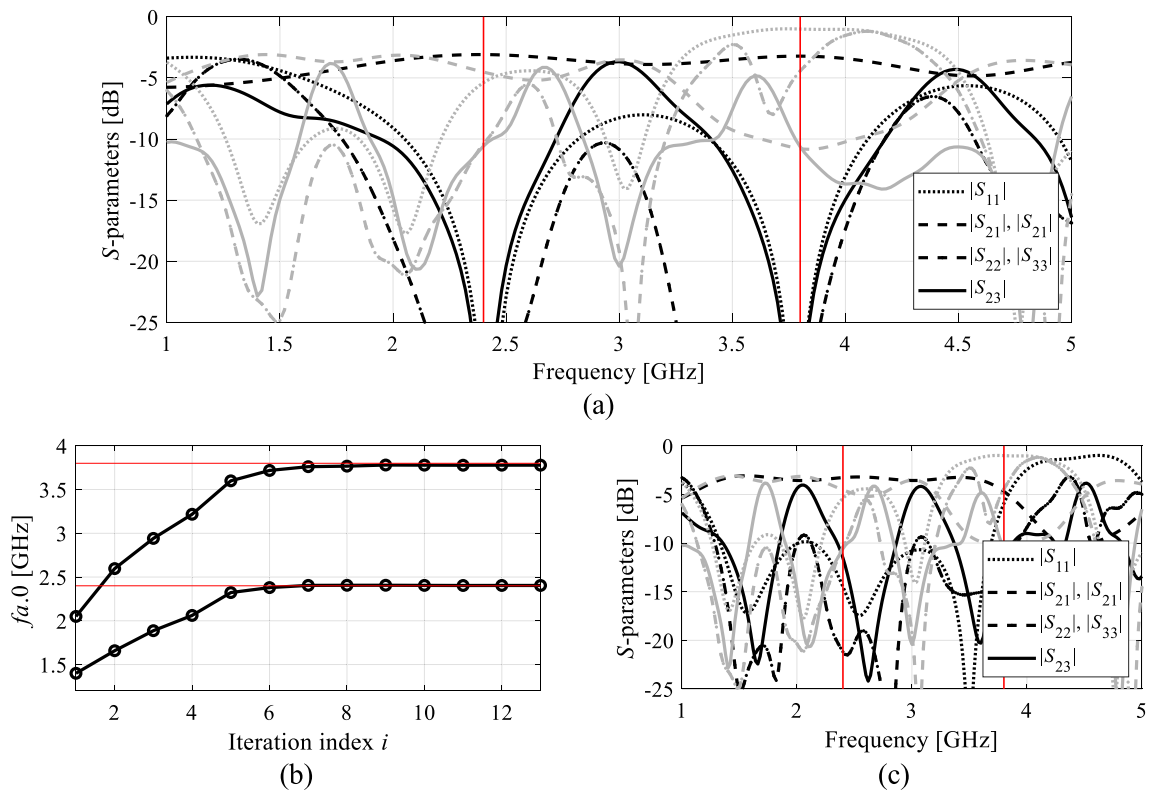 0
-5
-10
-15
-20
-25
S-parameters [dB]
|S11|
|S21|, |S21|
|S22|, |S33|
|S23|
1 1.5 2 2.5 3 3.5 4 4.5 5
Frequency [GHz]
(a)
4
3.5
3
2.5
2
1.5
fa.0 [GHz]
2 4 6 8 10 12
Iteration index i
(b)
0
-5
-10
-15
-20
-25
S-parameters [dB]
|S11|
|S21|, |S21|
|S22|, |S33|
|S23|
1 2 3 4 5
Frequency [GHz]
(c)